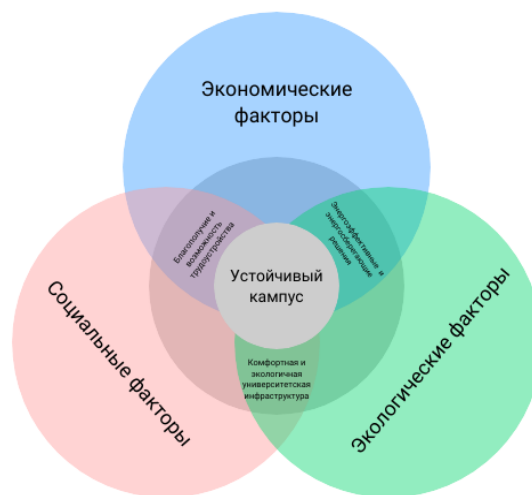 Экономические
факторы
Благополучие и
возможность
трудоустройства
Энергоэффективные и
энергосберегающие
решения
Устойчивый
кампус
Социальные факторы
Экологические факторы
Комфортная и
экологичная
университетская
инфраструктура